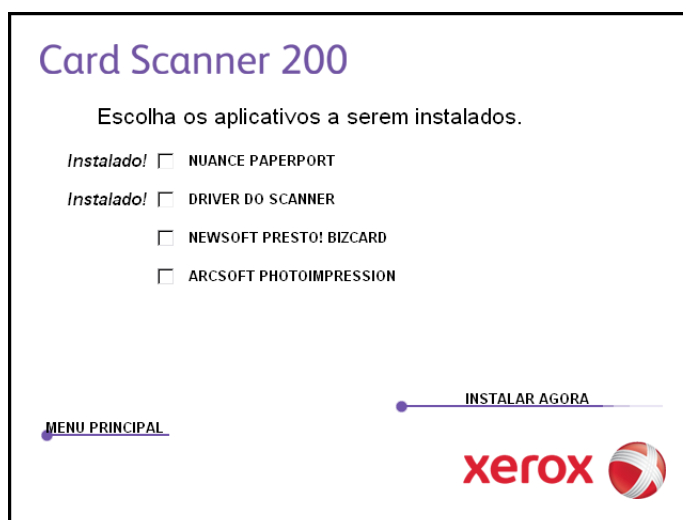 Card Scanner 200
Escolha os aplicativos a serem instalados.
Instalado! NUANCE PAPERPORT
Instalado! DRIVER DO SCANNER
NEWSOFT PRESTO! BIZCARD
ARCSOFT PHOTOIMPRESSION
INSTALAR AGORA
MENU PRINCIPAL
xerox